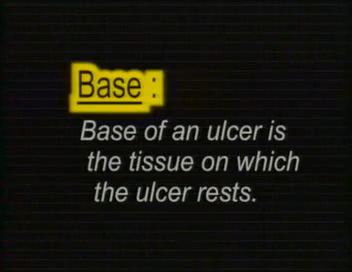 Base :
Base of an ulcer is
the tissue on which
the ulcer rests.